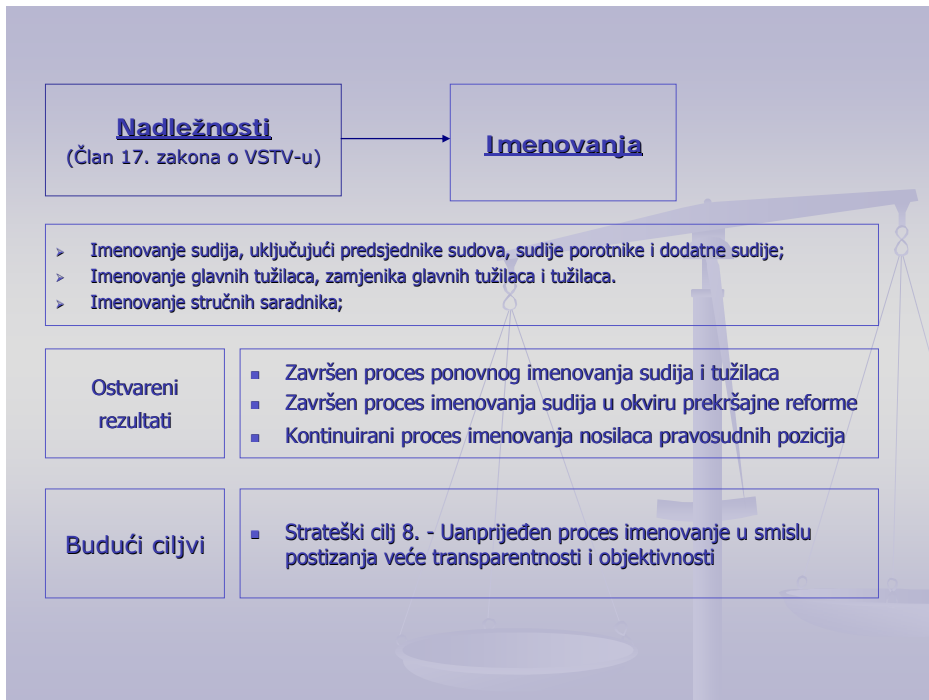 Nadležnosti
(Član 17. zakona o VSTV-u)
Imenovanja
Imenovanje sudija, uključujući predsjednike sudova, sudije porotnike i dodatne sudije;
Imenovanje glavnih tužilaca, zamjenika glavnih tužilaca i tužilaca.
Imenovanje stručnih saradnika;
Ostvareni
rezultati
Završen proces ponovnog imenovanja sudija i tužilaca
Završen proces imenovanja sudija u okviru prekršajne reforme
Kontinuirani proces imenovanja nosilaca pravosudnih pozicija
Budući ciljvi
Strateški cilj 8. - Uanprijeđen proces imenovanje u smislu
postizanja veće transparentnosti i objektivnosti